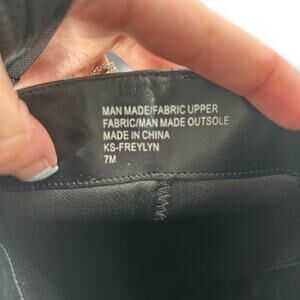 MAN MADE/FABRIC UPPER
FABRIC/MAN MADE OUTSOLE
MADE IN CHINA
KS-FREYLYN
7M